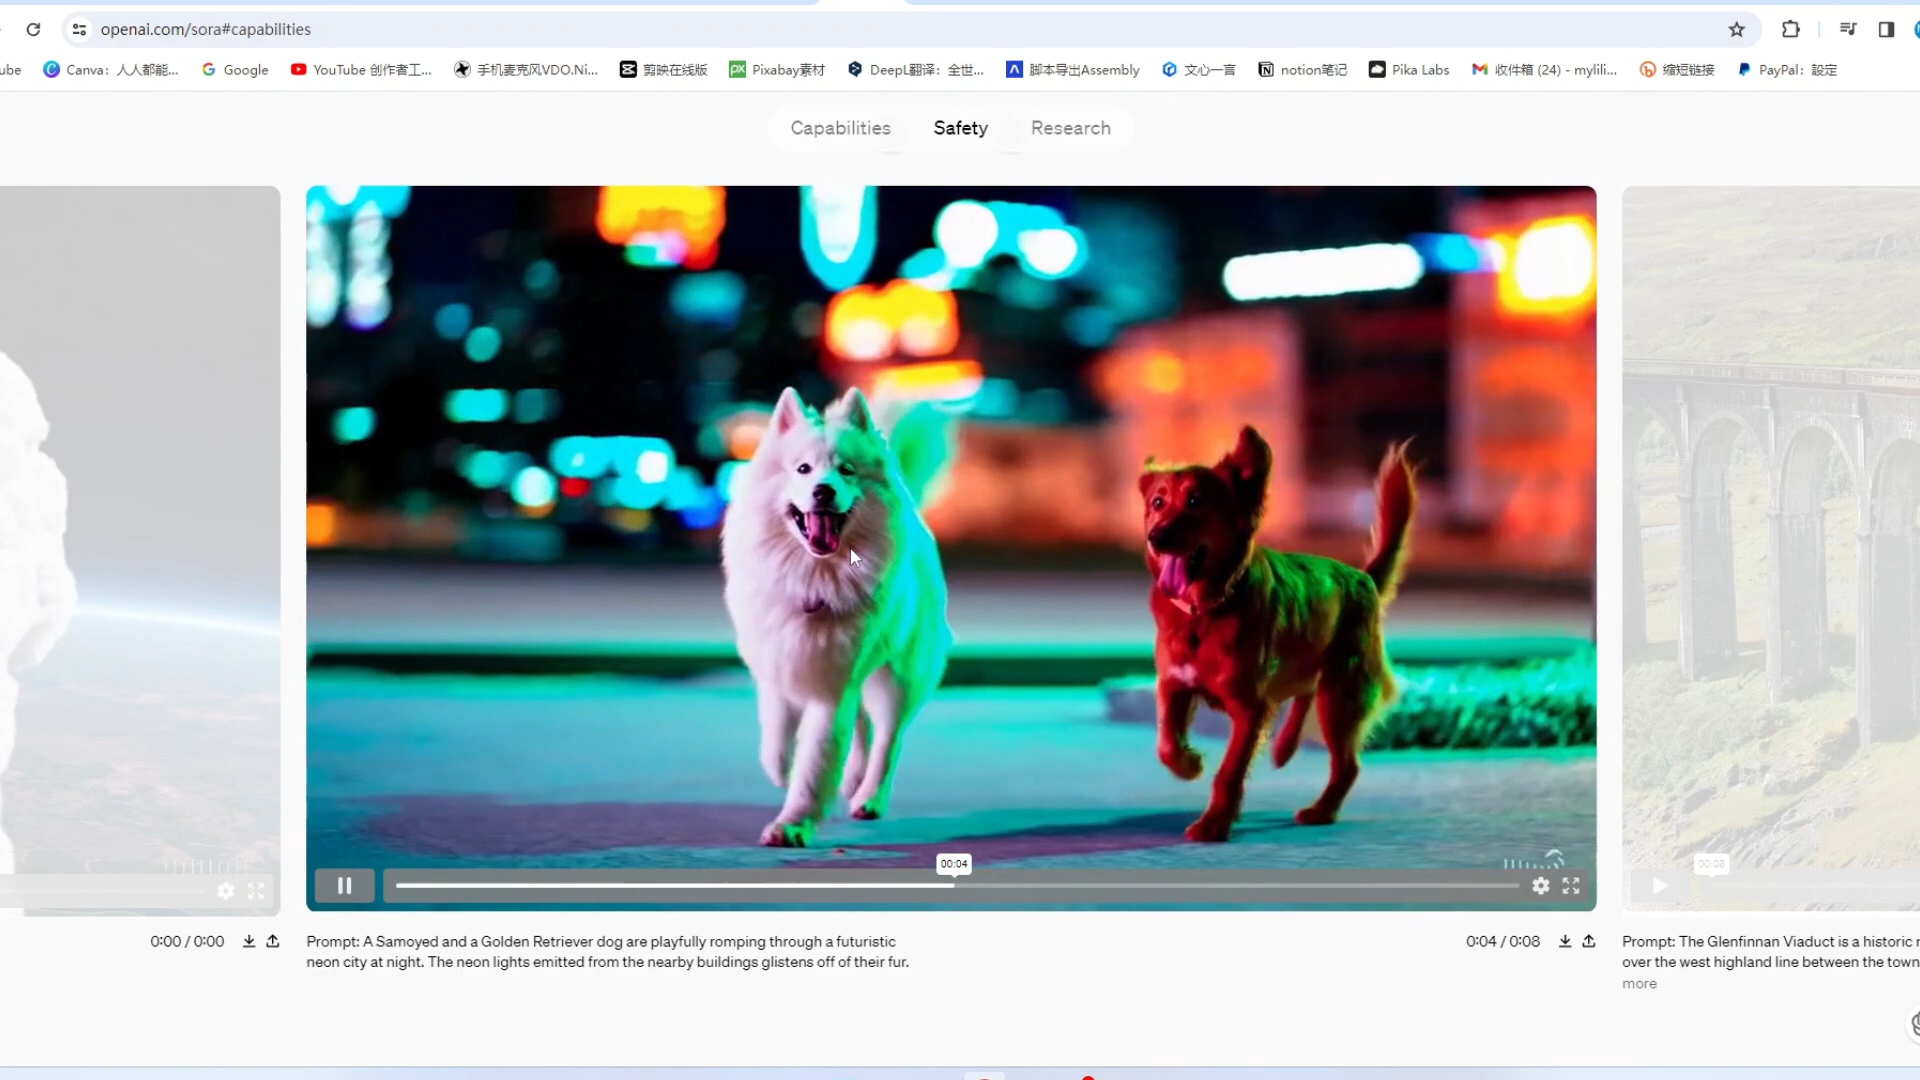 openai.com/sora#capabilities
ube Canva：人人都能... Google YouTube 创作者工... 手机麦克风VDO.Ni... 剪映在线版 Pixabay素材 DeepL翻译：全世... 脚本导出Assembly 文心一言 notion笔记 Pika Labs 收件箱 (24) - mylili... 缩短链接 PayPal：設定
Capabilities Safety Research
00:04
00:08
0:00 / 0:00
Prompt: A Samoyed and a Golden Retriever dog are playfully romping through a futuristic
neon city at night. The neon lights emitted from the nearby buildings glistens off of their fur.
0:04 / 0:08
Prompt: The Glenfinnan Viaduct is a historic r
over the west highland line between the town
more